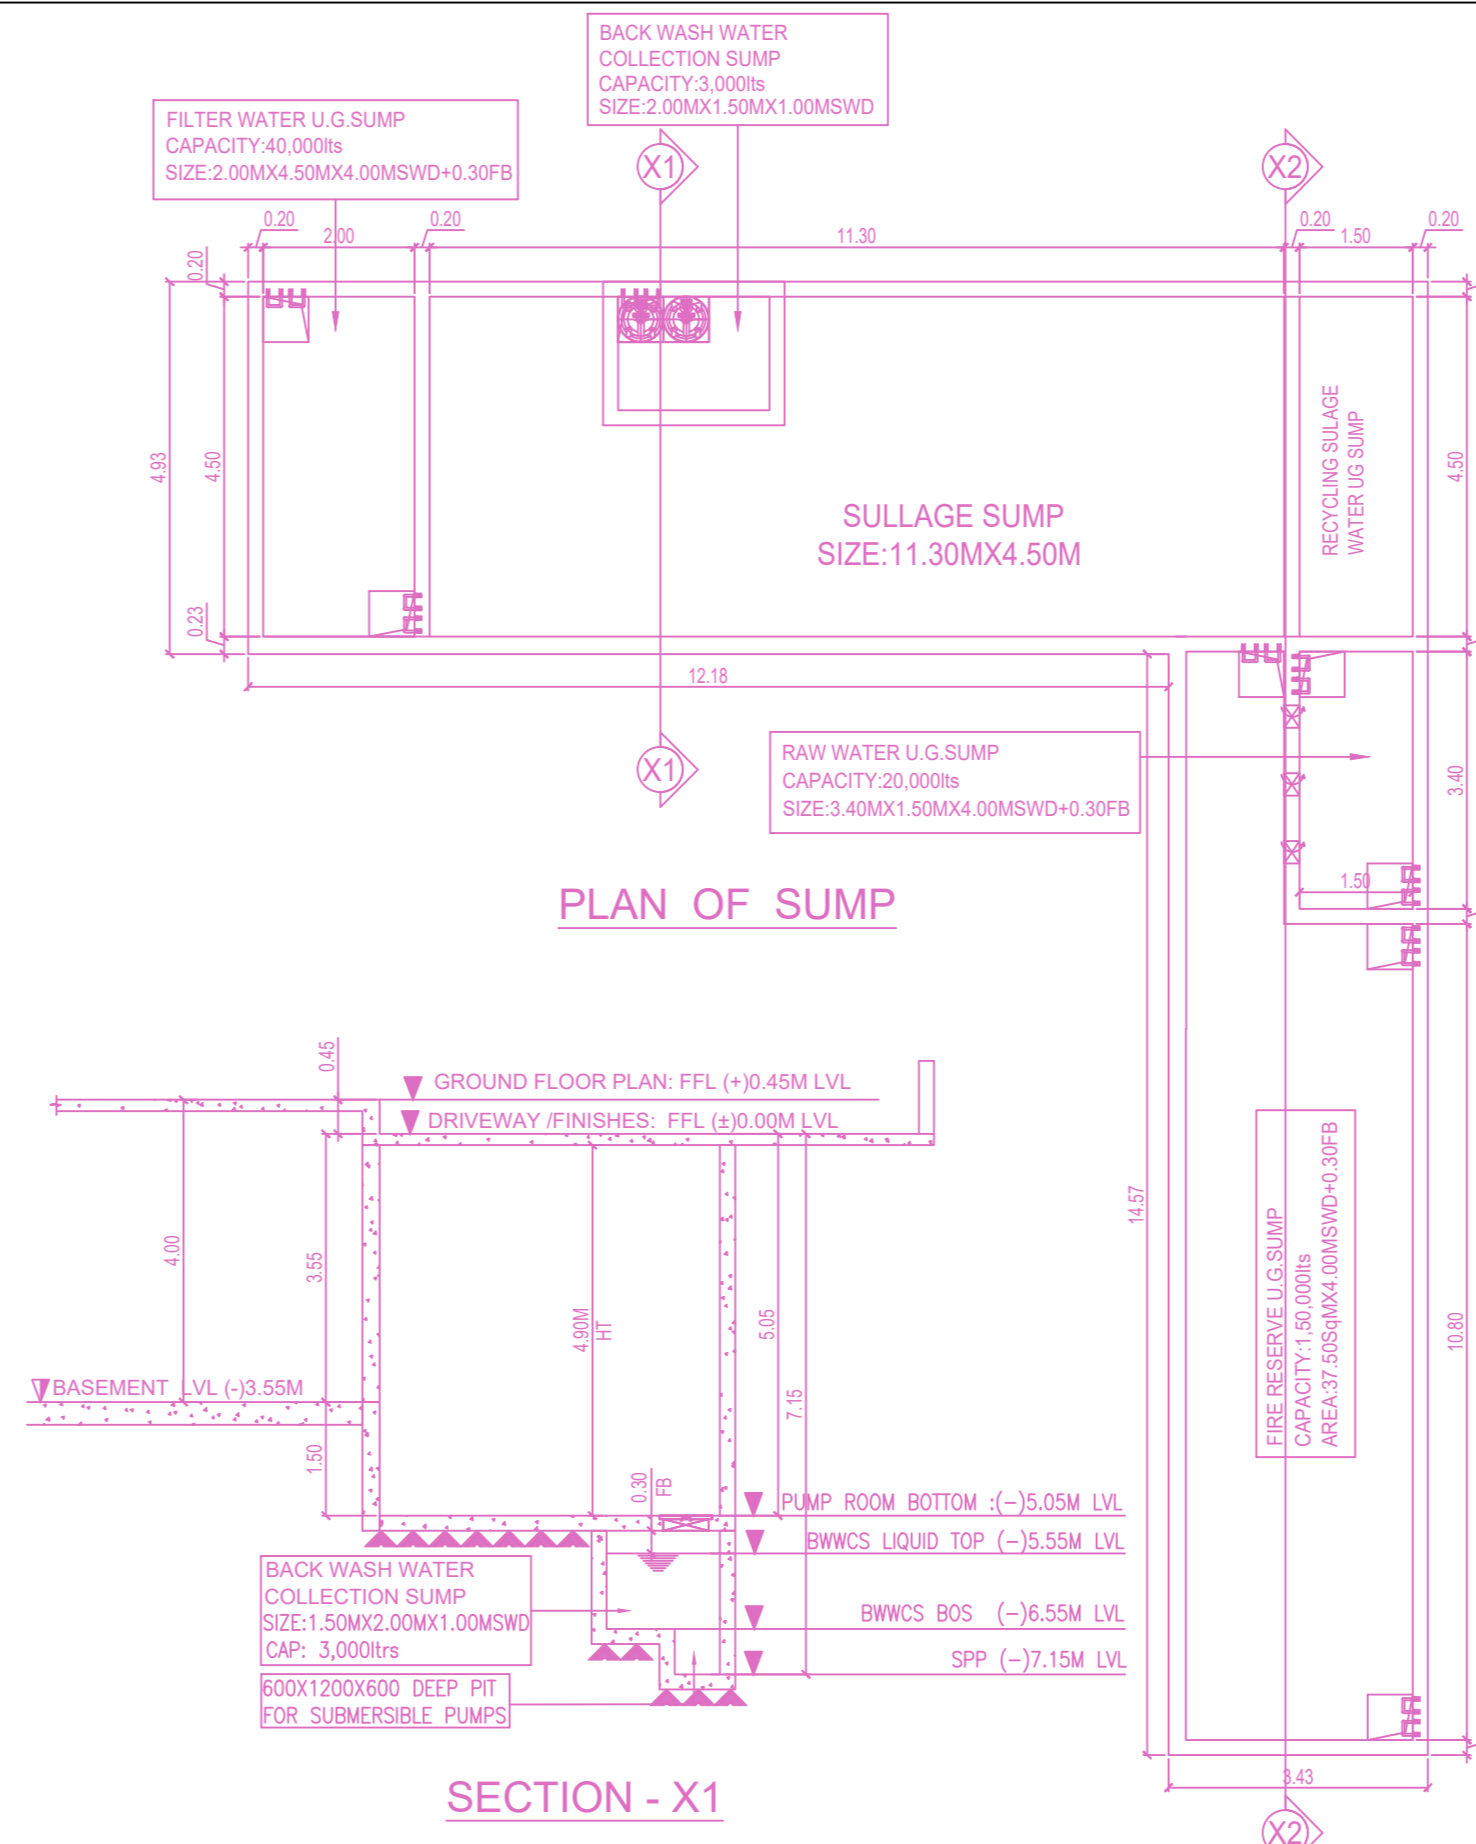 BACK WASH WATER
COLLECTION SUMP
CAPACITY:3,000lts
SIZE:2.00MX1.50MX1.00MSWD
FILTER WATER U.G.SUMP
CAPACITY:40,000lts
SIZE:2.00MX4.50MX4.00MSWD+0.30FB
X1
X2
0.20
2.00
0.20
11.30
0.20
1.50
0.20
0.20
4.93
4.50
0.23
RECYCLING SULAGE
WATER UG SUMP
4.50
SULLAGE SUMP
SIZE:11.30MX4.50M
12.18
X1
RAW WATER U.G.SUMP
CAPACITY:20,000lts
SIZE:3.40MX1.50MX4.00MSWD+0.30FB
3.40
1.50
PLAN OF SUMP
0.45
GROUND FLOOR PLAN: FFL (+)0.45M LVL
DRIVEWAY /FINISHES: FFL (±)0.00M LVL
4.00
3.55
4.90M
HT
5.05
7.15
14.57
FIRE RESERVE U.G.SUMP
CAPACITY:1,50,000lts
AREA:37.50SqMX4.00MSWD+0.30FB
10.80
BASEMENT LVL (-)3.55M
1.50
0.30
FB
PUMP ROOM BOTTOM :(-)5.05M LVL
BWWCS LIQUID TOP (-)5.55M LVL
BACK WASH WATER
COLLECTION SUMP
SIZE:1.50MX2.00MX1.00MSWD
CAP: 3,000ltrs
BWWCS BOS (-)6.55M LVL
SPP (-)7.15M LVL
600X1200X600 DEEP PIT
FOR SUBMERSIBLE PUMPS
3.43
SECTION - X1
X2